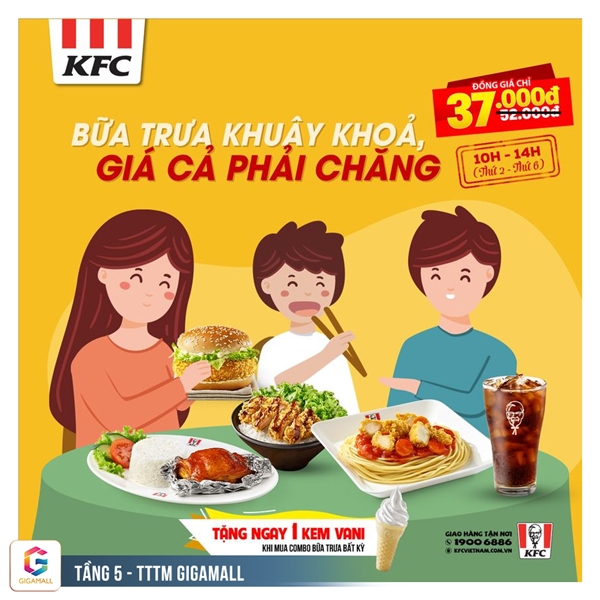 KFC
ĐỒNG GIÁ CHỈ
37.000đ
52.000đ
BỮA TRƯA KHUÂY KHOẢ,
GIÁ CẢ PHẢI CHĂNG
10H - 14H
(Thứ 2 - Thứ 6)
TẶNG NGAY 1 KEM VANI
KHI MUA COMBO BỮA TRƯA BẤT KỲ
GIAO HÀNG TẬN NƠI
1900 6886
KFCVIETNAM.COM.VN
KFC
GIGAMALL
TẦNG 5 - TTTM GIGAMALL